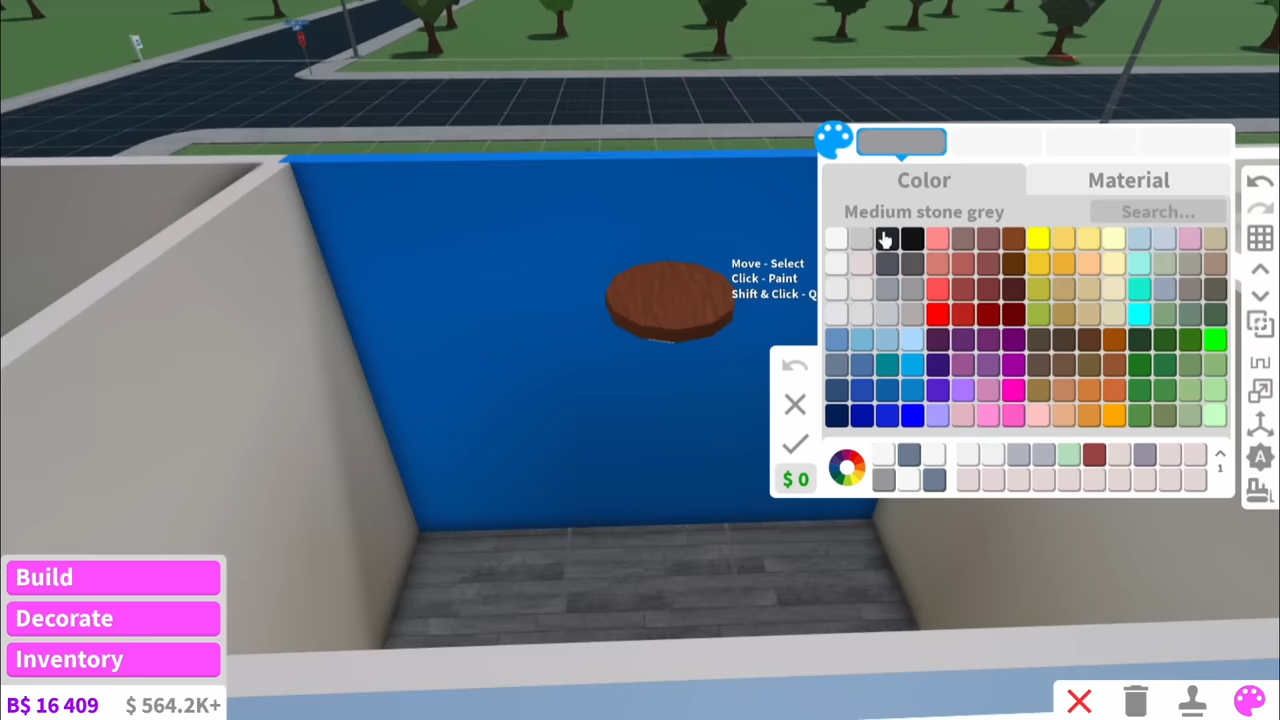 Color
Material
Medium stone grey
Search...
Move - Select
Click - Paint
Shift & Click - Q
$ 0
1
A
Build
Decorate
Inventory
B$ 16 409
$ 564.2K+